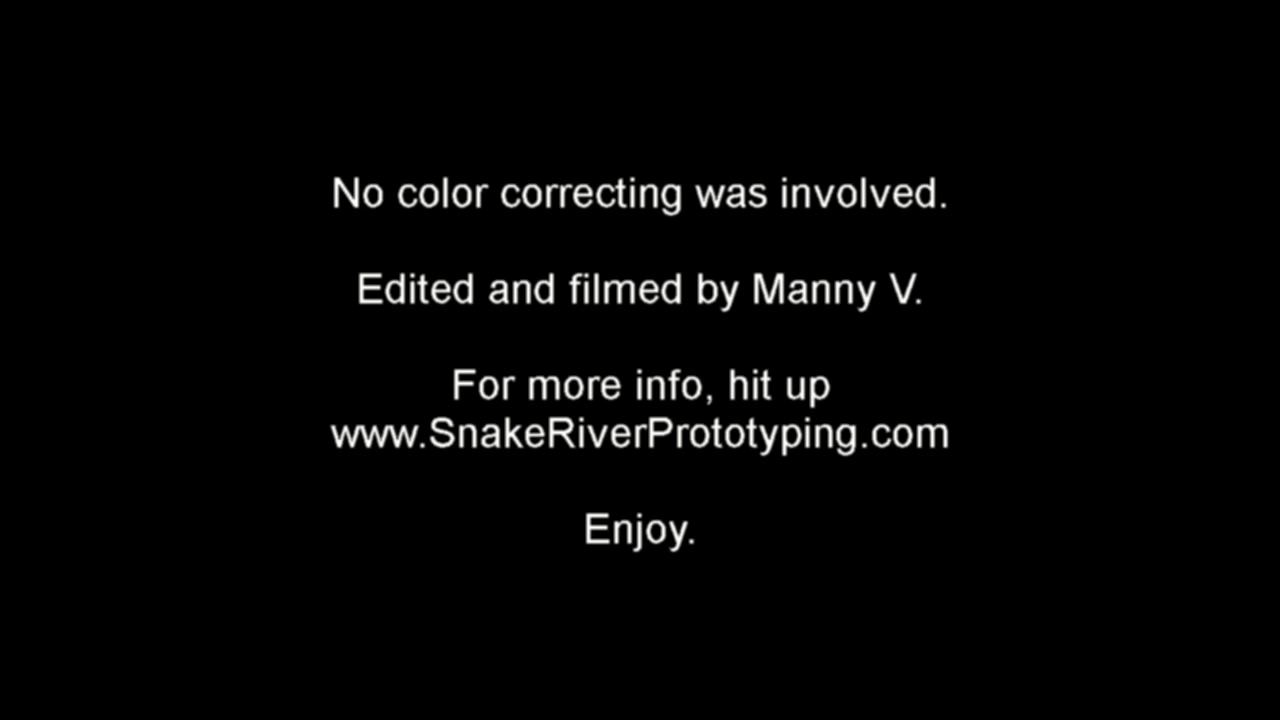 No color correcting was involved.
Edited and filmed by Manny V.
For more info, hit up
www.SnakeRiverPrototyping.com
Enjoy.